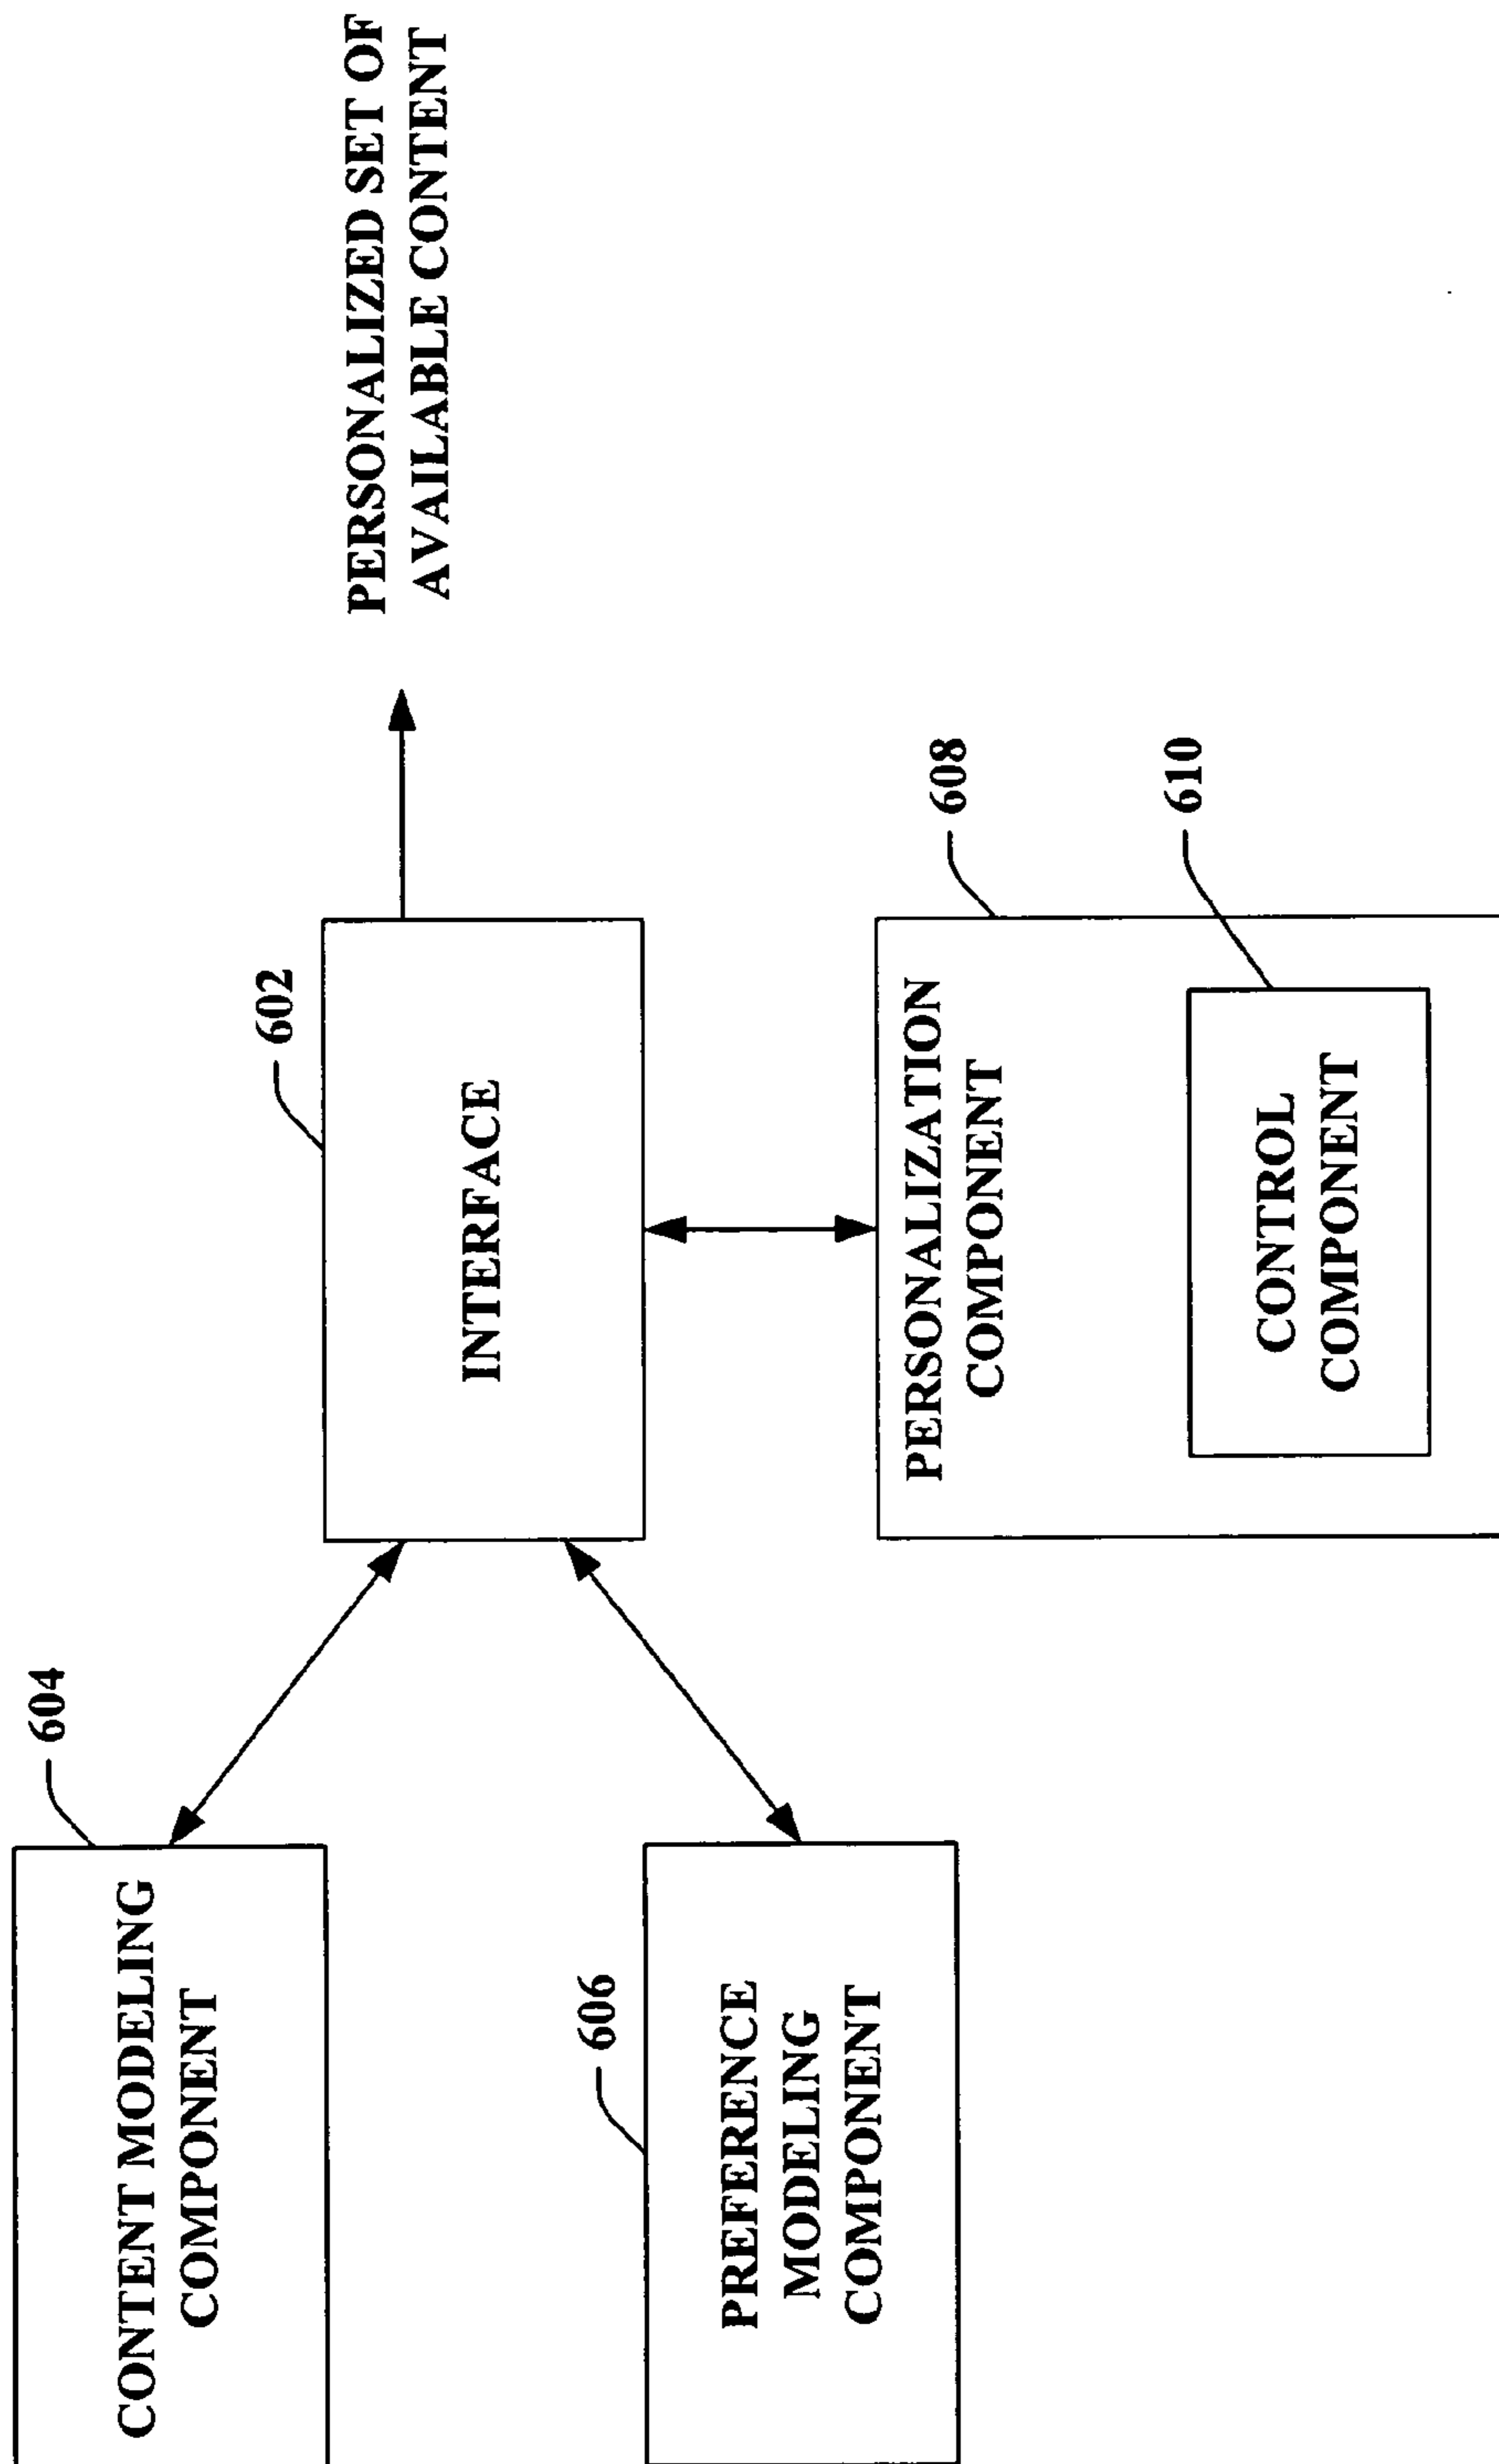 604
CONTENT MODELING
COMPONENT
602
INTERFACE
PERSONALIZED SET OF
AVAILABLE CONTENT
606
PREFERENCE
MODELING
COMPONENT
608
PERSONALIZATION
COMPONENT
610
CONTROL
COMPONENT